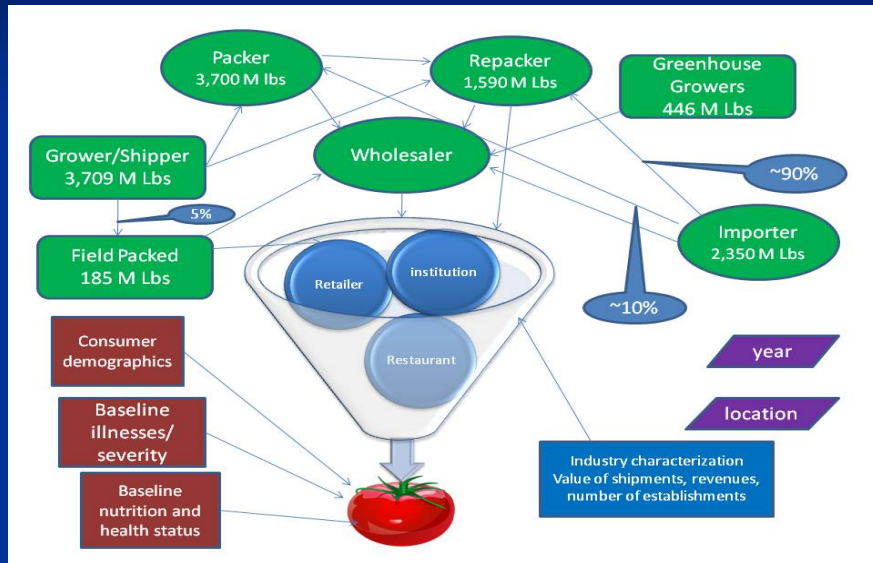 Packer
3,700 M lbs
Repacker
1,590 M Lbs
Greenhouse
Growers
446 M Lbs
Grower/Shipper
3,709 M Lbs
Wholesaler
~90%
5%
Field Packed
185 M Lbs
Importer
2,350 M Lbs
Retailer
institution
~10%
Restaurant
Consumer
demographics
year
Baseline
illnesses/
severity
location
Industry characterization
Value of shipments, revenues,
number of establishments
Baseline
nutrition and
health status